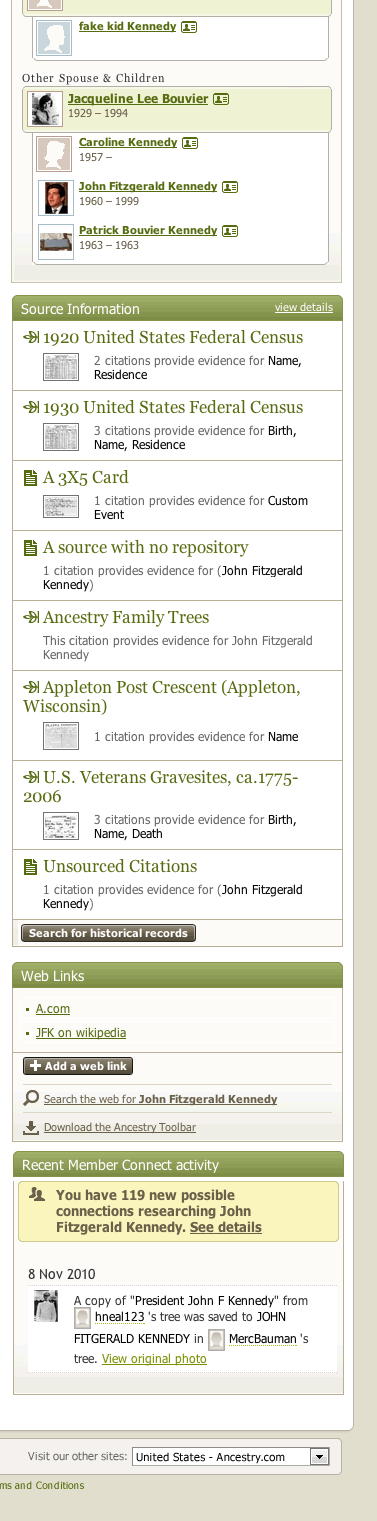 fake kid Kennedy
Other Spouse & Children
Jacqueline Lee Bouvier
1929 – 1994
Caroline Kennedy
1957 –
John Fitzgerald Kennedy
1960 – 1999
Patrick Bouvier Kennedy
1963 – 1963
Source Information view details
1920 United States Federal Census
2 citations provide evidence for Name,
Residence
1930 United States Federal Census
3 citations provide evidence for Birth,
Name, Residence
A 3X5 Card
1 citation provides evidence for Custom
Event
A source with no repository
1 citation provides evidence for (John Fitzgerald
Kennedy)
Ancestry Family Trees
This citation provides evidence for John Fitzgerald
Kennedy
Appleton Post Crescent (Appleton,
Wisconsin)
1 citation provides evidence for Name
U.S. Veterans Gravesites, ca.1775-
2006
3 citations provide evidence for Birth,
Name, Death
Unsourced Citations
1 citation provides evidence for (John Fitzgerald
Kennedy)
Search for historical records
Web Links
A.com
JFK on wikipedia
Add a web link
Search the web for John Fitzgerald Kennedy
Download the Ancestry Toolbar
Recent Member Connect activity
You have 119 new possible
connections researching John
Fitzgerald Kennedy. See details
8 Nov 2010
A copy of "President John F Kennedy" from
hneal123 's tree was saved to JOHN
FITGERALD KENNEDY in MercBauman 's
tree. View original photo
Visit our other sites: United States - Ancestry.com
ms and Conditions